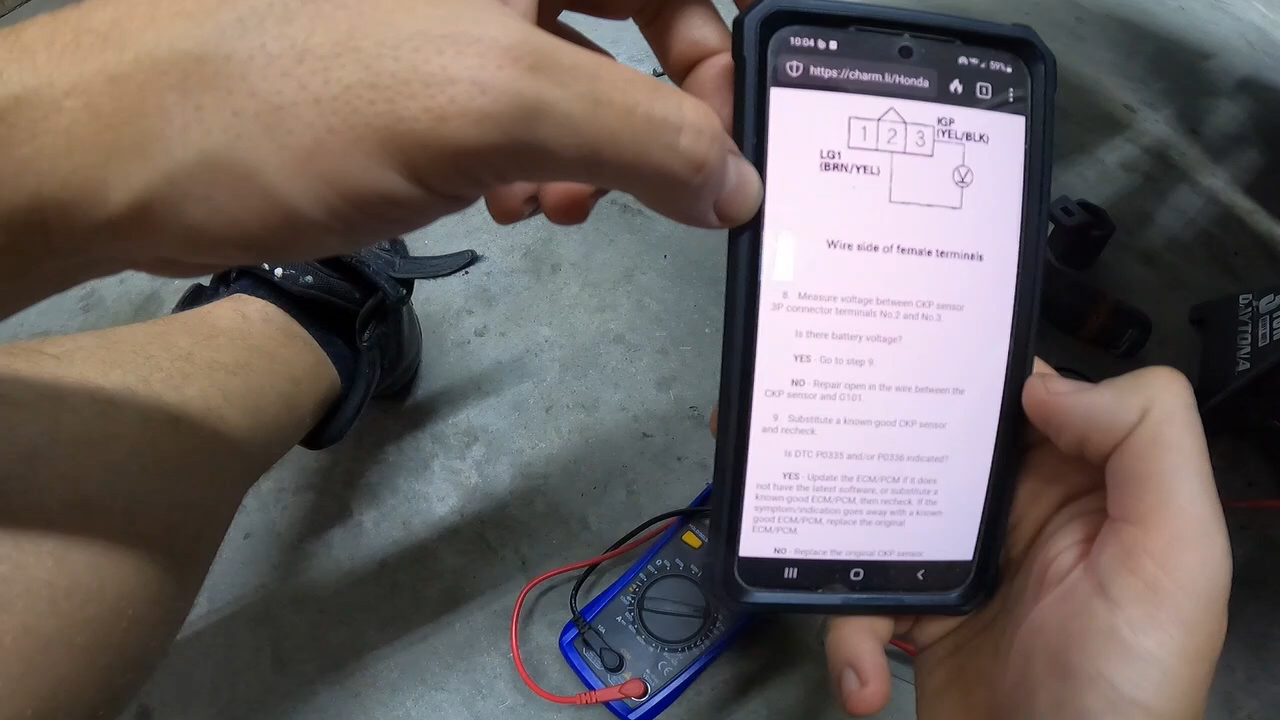 10:04
59%
https://charm.li/Honda
1 2 3
IGP
(YEL/BLK)
LG1
(BRN/YEL)
V
Wire side of female terminals
8. Measure voltage between CKP sensor
3P connector terminals No.2 and No.3.
Is there battery voltage?
YES - Go to step 9.
NO - Repair open in the wire between the
CKP sensor and G101.
9. Substitute a known-good CKP sensor
and recheck.
Is DTC P0335 and/or P0336 indicated?
YES - Update the ECM/PCM if it does
not have the latest software, or substitute a
known-good ECM/PCM, then recheck. If the
symptom/indication goes away with a known
good ECM/PCM, replace the original
ECM/PCM.
NO - Replace the original CKP sensor
DAYTONA